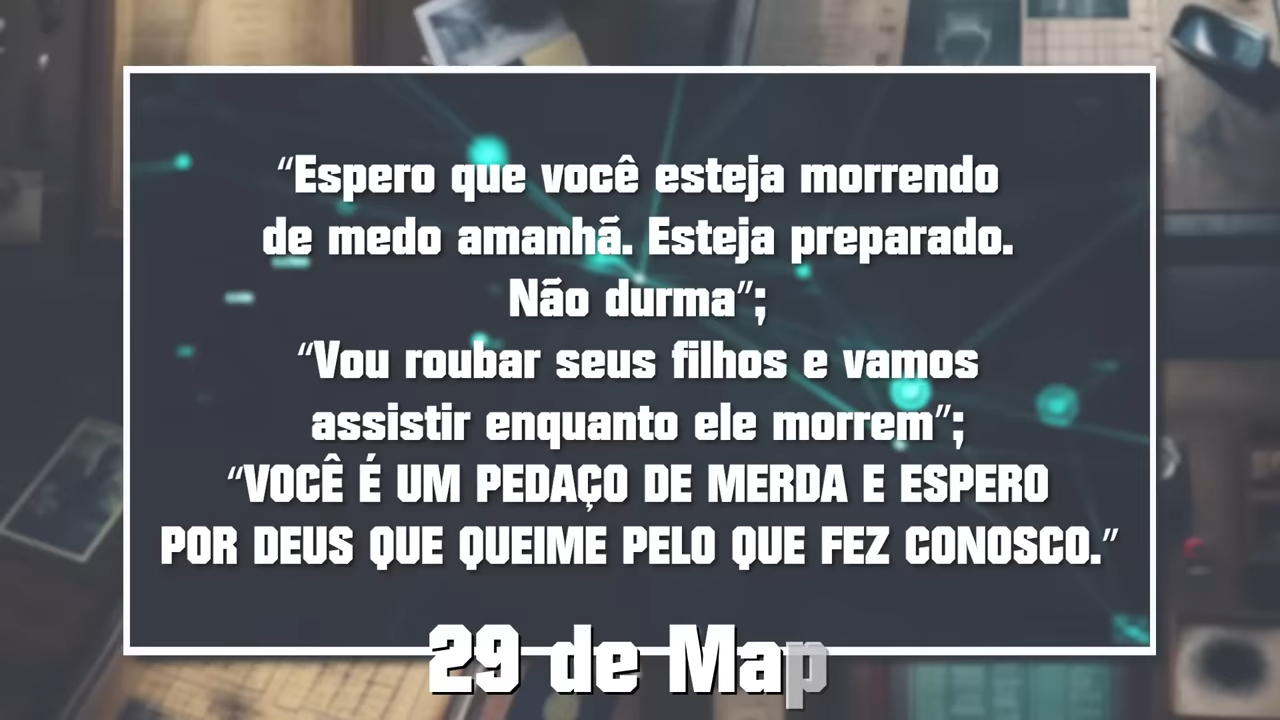 “Espero que você esteja morrendo
de medo amanhã. Esteja preparado.
Não durma”;
“Vou roubar seus filhos e vamos
assistir enquanto ele morrem”;
“VOCÊ É UM PEDAÇO DE MERDA E ESPERO
POR DEUS QUE QUEIME PELO QUE FEZ CONOSCO.”
29 de Map